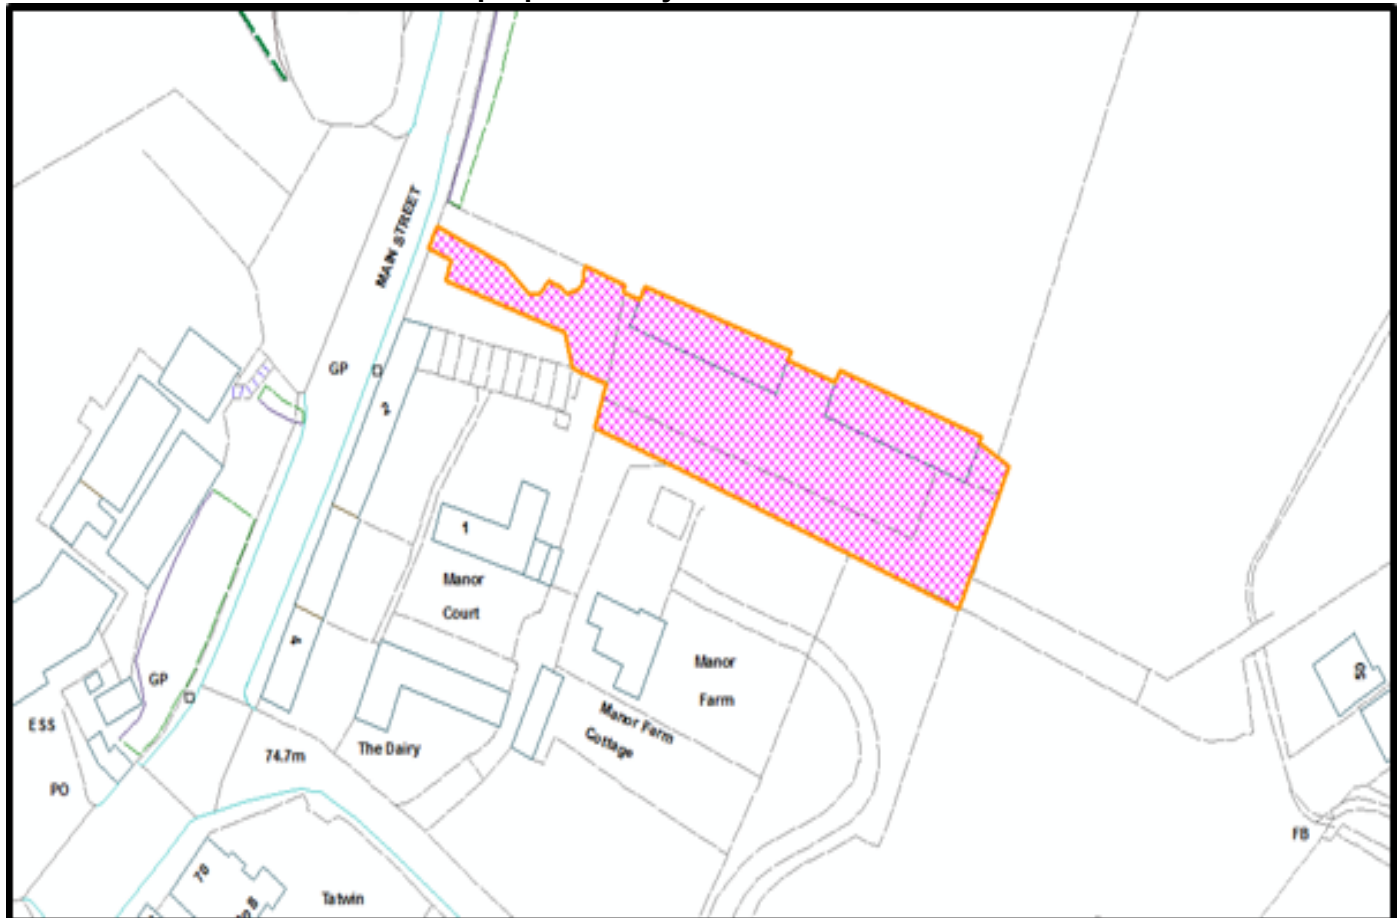 MAIN STREET
GP
2
1
Manor
Court
4
Manor
Farm
Manor Farm
Cottage
The Dairy
GP
ESS
PO
74.7m
50
FB
70
Tatwin